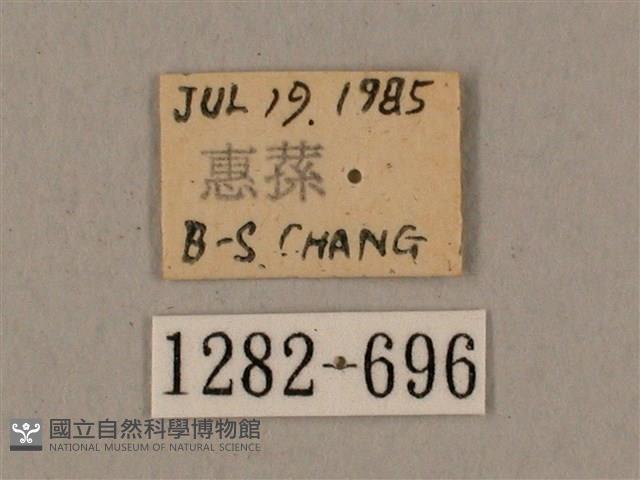 JUL 19. 1985
惠蓀
B-S. CHANG
1282-696
國立自然科學博物館
NATIONAL MUSEUM OF NATURAL SCIENCE